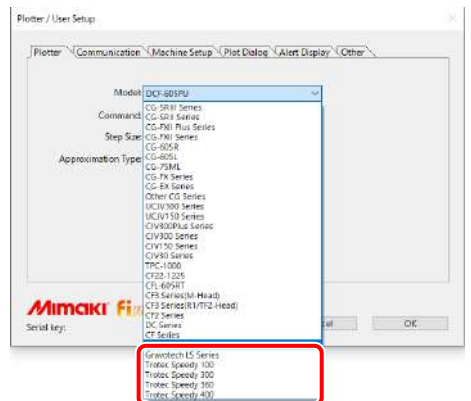 Plotter / User Setup
Plotter Communication Machine Setup Plot Dialog Alert Display Other
Model DCF-605PU
Command
Step Size
Approximation Type
CG-SRIII Series
CG-SRII Series
CG-FXII Plus Series
CG-FXII Series
CG-60SR
CG-60SL
CG-75ML
CG-FX Series
CG-EX Series
Other CG Series
UCJV300 Series
UCJV150 Series
CJV300Plus Series
CJV300 Series
CJV150 Series
CJV30 Series
TPC-1000
CF22-1225
CFL-605RT
CF3 Series(M-Head)
CF3 Series(R1/TF2-Head)
CF2 Series
DC Series
CF Series
Gravotech LS Series
Trotec Speedy 100
Trotec Speedy 300
Trotec Speedy 360
Trotec Speedy 400
Mimaki Fi
Serial key:
el OK